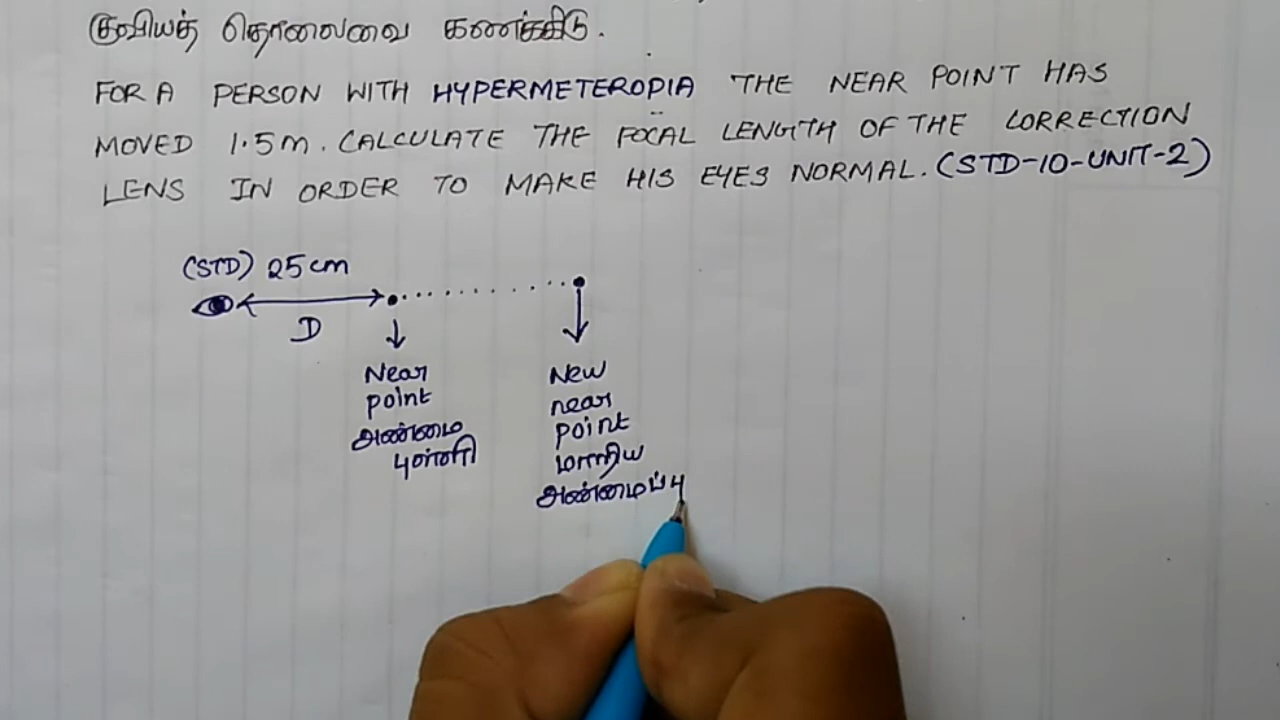 குவியத் தொலைவை கணக்கிடு.
FOR A PERSON WITH HYPERMETEROPIA THE NEAR POINT HAS
MOVED 1.5m. CALCULATE THE FOCAL LENGTH OF THE CORRECTION
LENS IN ORDER TO MAKE HIS EYES NORMAL. (STD-10-UNIT-2)
(STD) 25cm
D
Near
point
அண்மை
புள்ளி
New
near
point
மாறிய
அண்மைப்பு